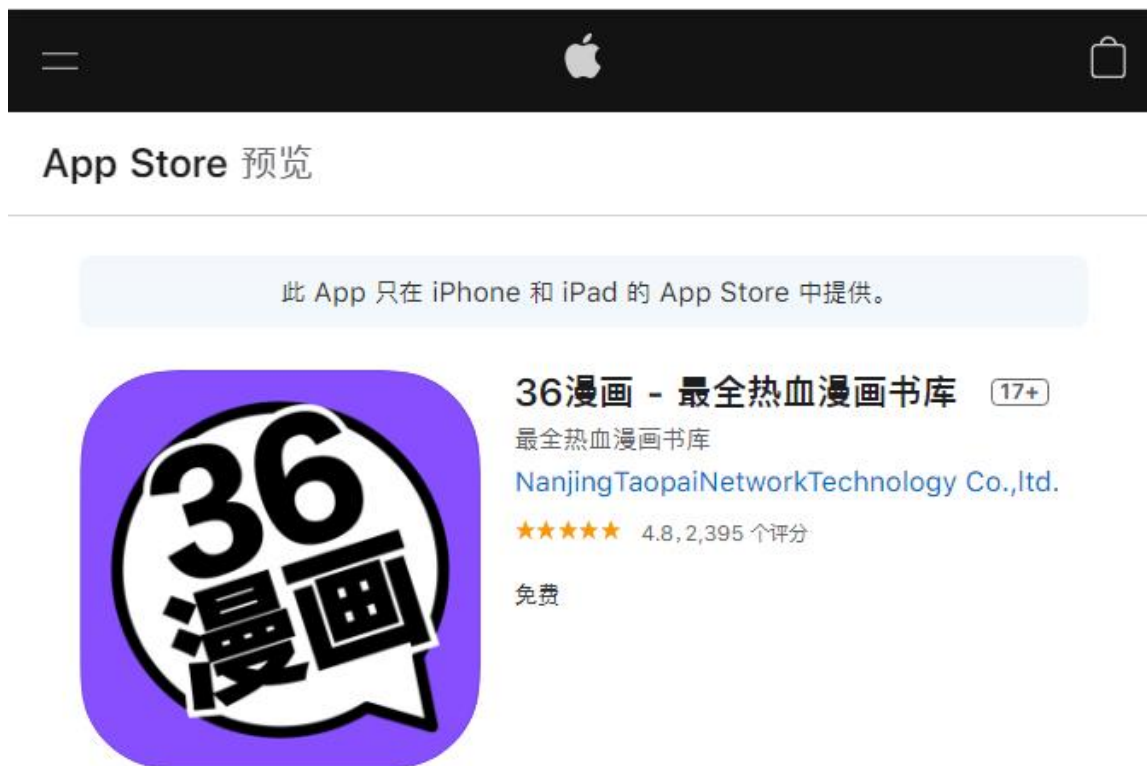 App Store 预览
此 App 只在 iPhone 和 iPad 的 App Store 中提供。
36漫画
36漫画 - 最全热血漫画书库 17+
最全热血漫画书库
NanjingTaopaiNetworkTechnology Co.,ltd.
★★★★★ 4.8，2,395 个评分
免费